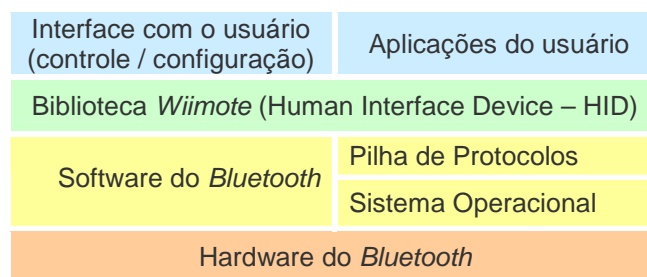 Interface com o usuário
(controle / configuração)
Aplicações do usuário
Biblioteca Wiimote (Human Interface Device – HID)
Software do Bluetooth
Pilha de Protocolos
Sistema Operacional
Hardware do Bluetooth